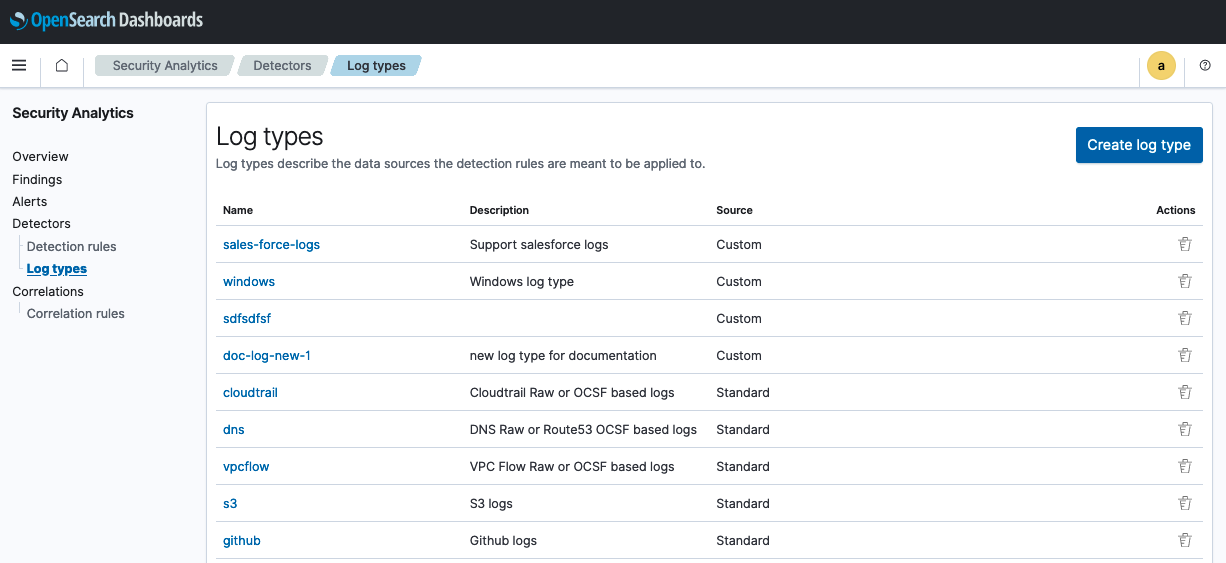 OpenSearch Dashboards
Security Analytics Detectors Log types a
Security Analytics
Overview
Findings
Alerts
Detectors
Detection rules
Log types
Correlations
Correlation rules
Log types
Log types describe the data sources the detection rules are meant to be applied to.
Create log type
Name Description Source Actions
sales-force-logs Support salesforce logs Custom
windows Windows log type Custom
sdfsdfsf Custom
doc-log-new-1 new log type for documentation Custom
cloudtrail Cloudtrail Raw or OCSF based logs Standard
dns DNS Raw or Route53 OCSF based logs Standard
vpcflow VPC Flow Raw or OCSF based logs Standard
s3 S3 logs Standard
github Github logs Standard